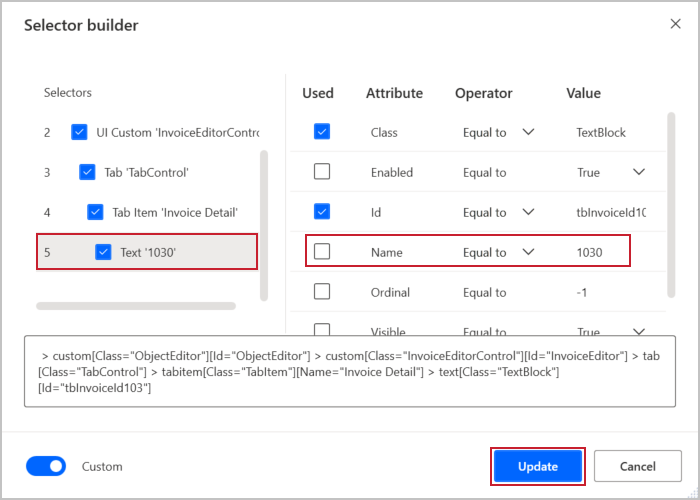 Selector builder
Selectors
Used Attribute Operator Value
2 UI Custom 'InvoiceEditorContro
Class Equal to TextBlock
3 Tab 'TabControl'
Enabled Equal to True
4 Tab Item 'Invoice Detail'
Id Equal to tbInvoiceId10
5 Text '1030'
Name Equal to 1030
Ordinal Equal to -1
Visible Equal to True
> custom[Class="ObjectEditor"][Id="ObjectEditor"] > custom[Class="InvoiceEditorControl"][Id="InvoiceEditor"] > tab
[Class="TabControl"] > tabitem[Class="TabItem"][Name="Invoice Detail"] > text[Class="TextBlock"]
[Id="tbInvoiceId103"]
Custom
Update
Cancel